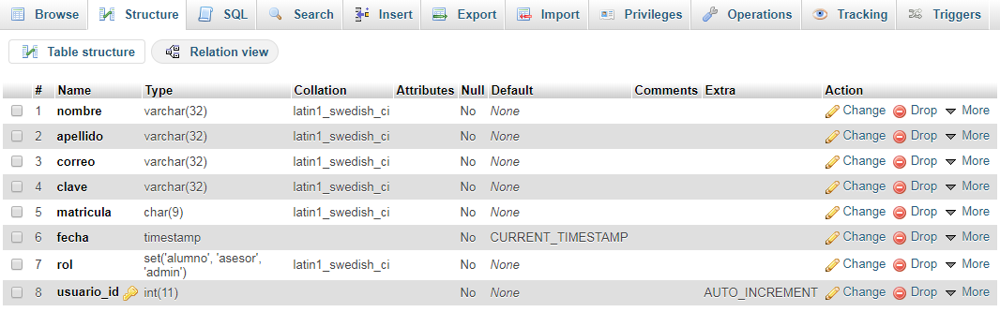 Browse Structure SQL Search Insert Export Import Privileges Operations Tracking Triggers
Table structure Relation view
# Name Type Collation Attributes Null Default Comments Extra Action
1 nombre varchar(32) latin1_swedish_ci No None Change Drop More
2 apellido varchar(32) latin1_swedish_ci No None Change Drop More
3 correo varchar(32) latin1_swedish_ci No None Change Drop More
4 clave varchar(32) latin1_swedish_ci No None Change Drop More
5 matricula char(9) latin1_swedish_ci No None Change Drop More
6 fecha timestamp No CURRENT_TIMESTAMP Change Drop More
7 rol set('alumno', 'asesor', 'admin') latin1_swedish_ci No None Change Drop More
8 usuario_id int(11) No None AUTO_INCREMENT Change Drop More